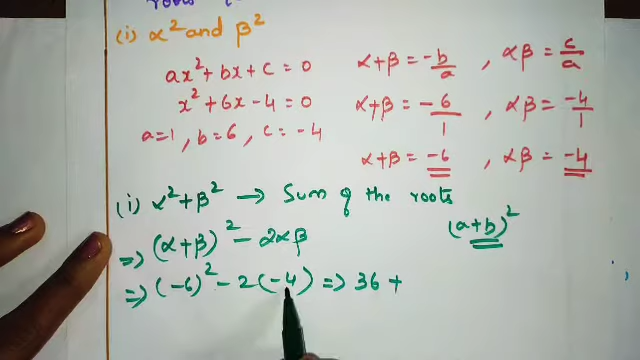 roots
(i) α² and β²
ax² + bx + c = 0 α+β = -b/a , αβ = c/a
x² + 6x - 4 = 0 α+β = -6/1 , αβ = -4/1
a=1 , b=6 , c=-4
α+β = -6 , αβ = -4
(i) α² + β² → Sum of the roots
(a+b)²
⇒ (α+β)² - 2αβ
⇒ (-6)² - 2(-4) ⇒ 36 +